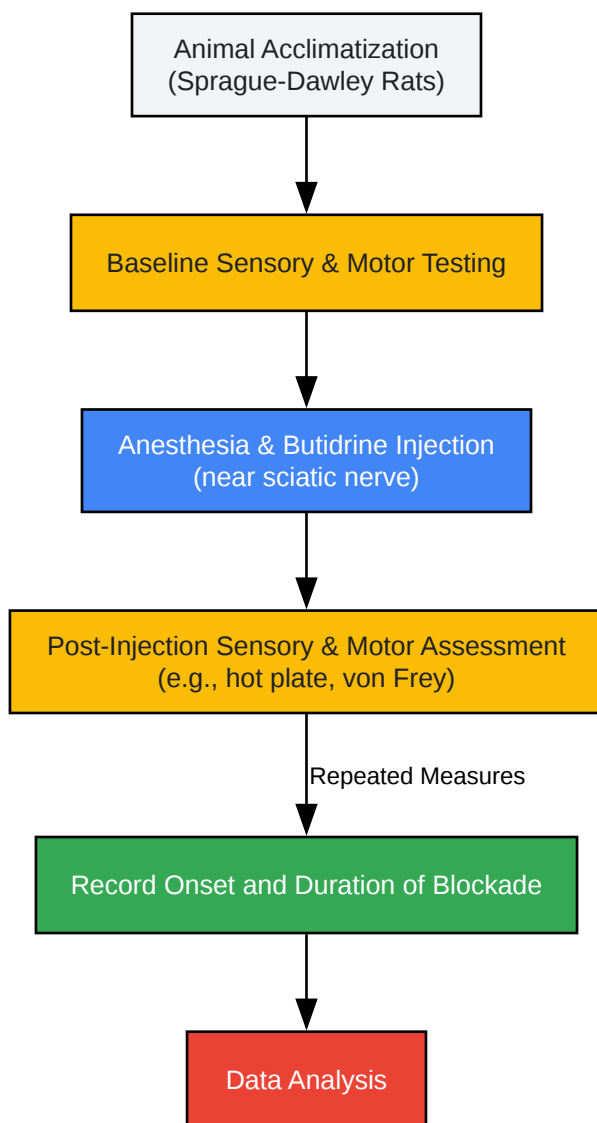 Animal Acclimatization
(Sprague-Dawley Rats)
Baseline Sensory & Motor Testing
Anesthesia & Butidrine Injection
(near sciatic nerve)
Post-Injection Sensory & Motor Assessment
(e.g., hot plate, von Frey)
Repeated Measures
Record Onset and Duration of Blockade
Data Analysis